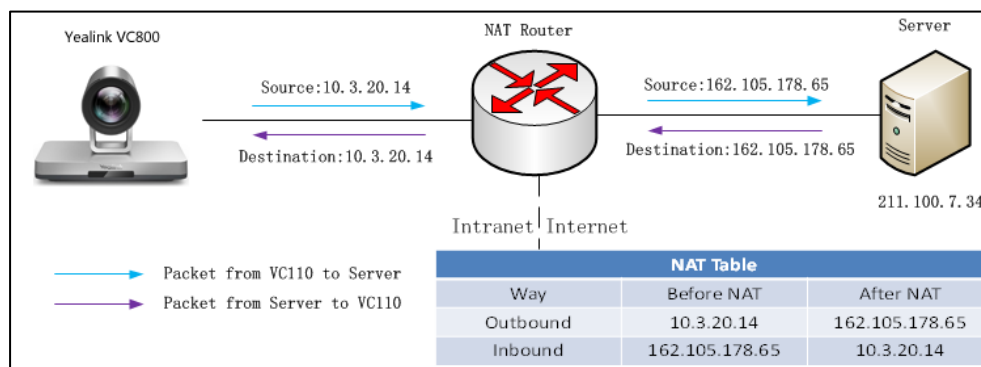 Yealink VC800
NAT Router
Server
Source:10.3.20.14
Source:162.105.178.65
Destination:10.3.20.14
Destination:162.105.178.65
211.100.7.34
Intranet Internet
Packet from VC110 to Server
Packet from Server to VC110
NAT Table
Way Before NAT After NAT
Outbound 10.3.20.14 162.105.178.65
Inbound 162.105.178.65 10.3.20.14